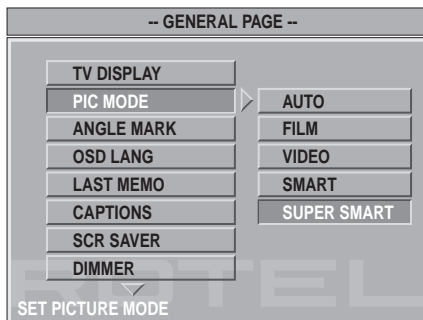 -- GENERAL PAGE --
TV DISPLAY
PIC MODE
ANGLE MARK
OSD LANG
LAST MEMO
CAPTIONS
SCR SAVER
DIMMER
AUTO
FILM
VIDEO
SMART
SUPER SMART
ROTEL
SET PICTURE MODE